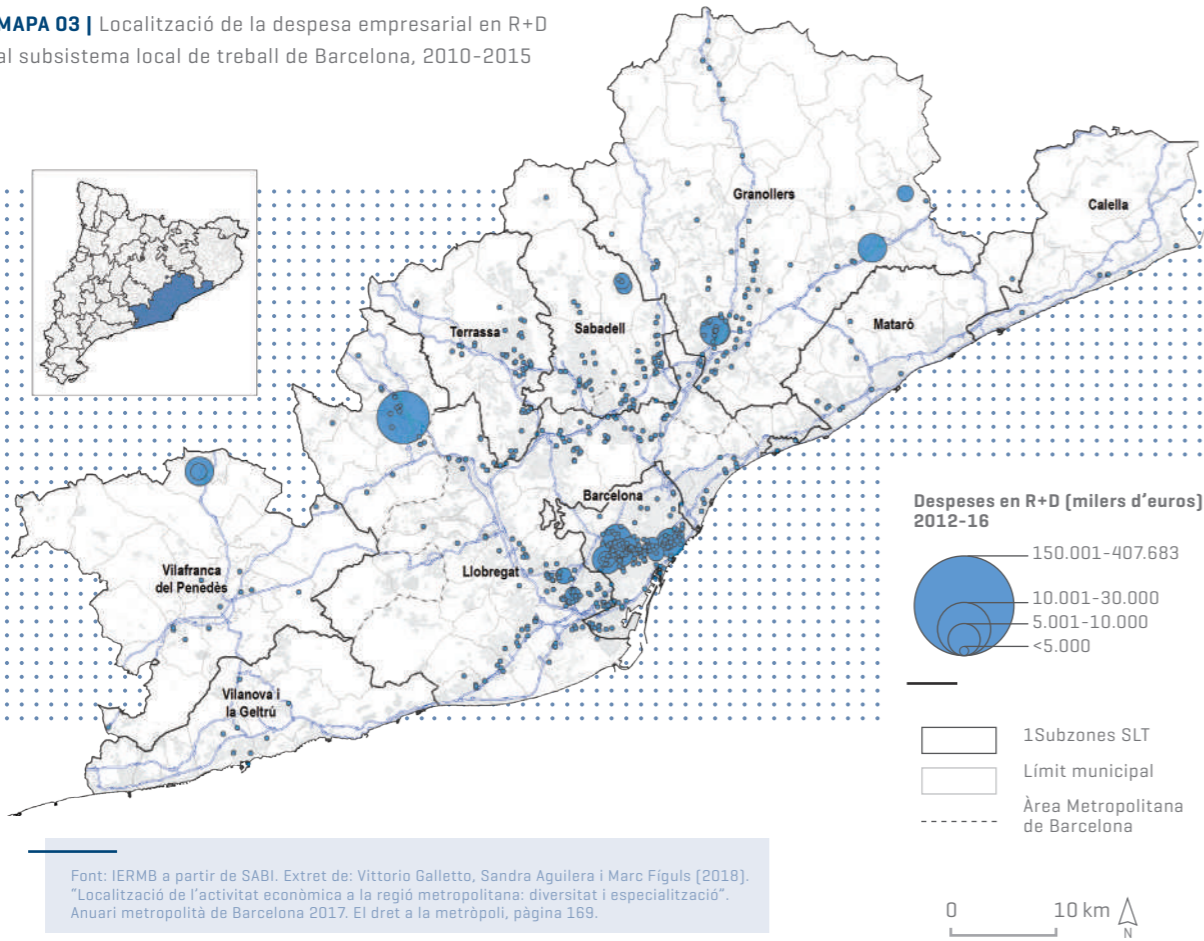 MAPA 03 | Localització de la despesa empresarial en R+D
al subsistema local de treball de Barcelona, 2010-2015
Granollers
Calella
Terrassa
Sabadell
Mataró
Barcelona
Vilafranca
del Penedès
Llobregat
Vilanova i
la Geltrú
Despeses en R+D (milers d'euros)
2012-16
150.001-407.683
10.001-30.000
5.001-10.000
<5.000
1Subzones SLT
Límit municipal
Àrea Metropolitana
de Barcelona
Font: IERMB a partir de SABI. Extret de: Vittorio Galletto, Sandra Aguilera i Marc Fíguls (2018).
"Localització de l'activitat econòmica a la regió metropolitana: diversitat i especialització".
Anuari metropolità de Barcelona 2017. El dret a la metròpoli, pàgina 169.
0 10 km
N